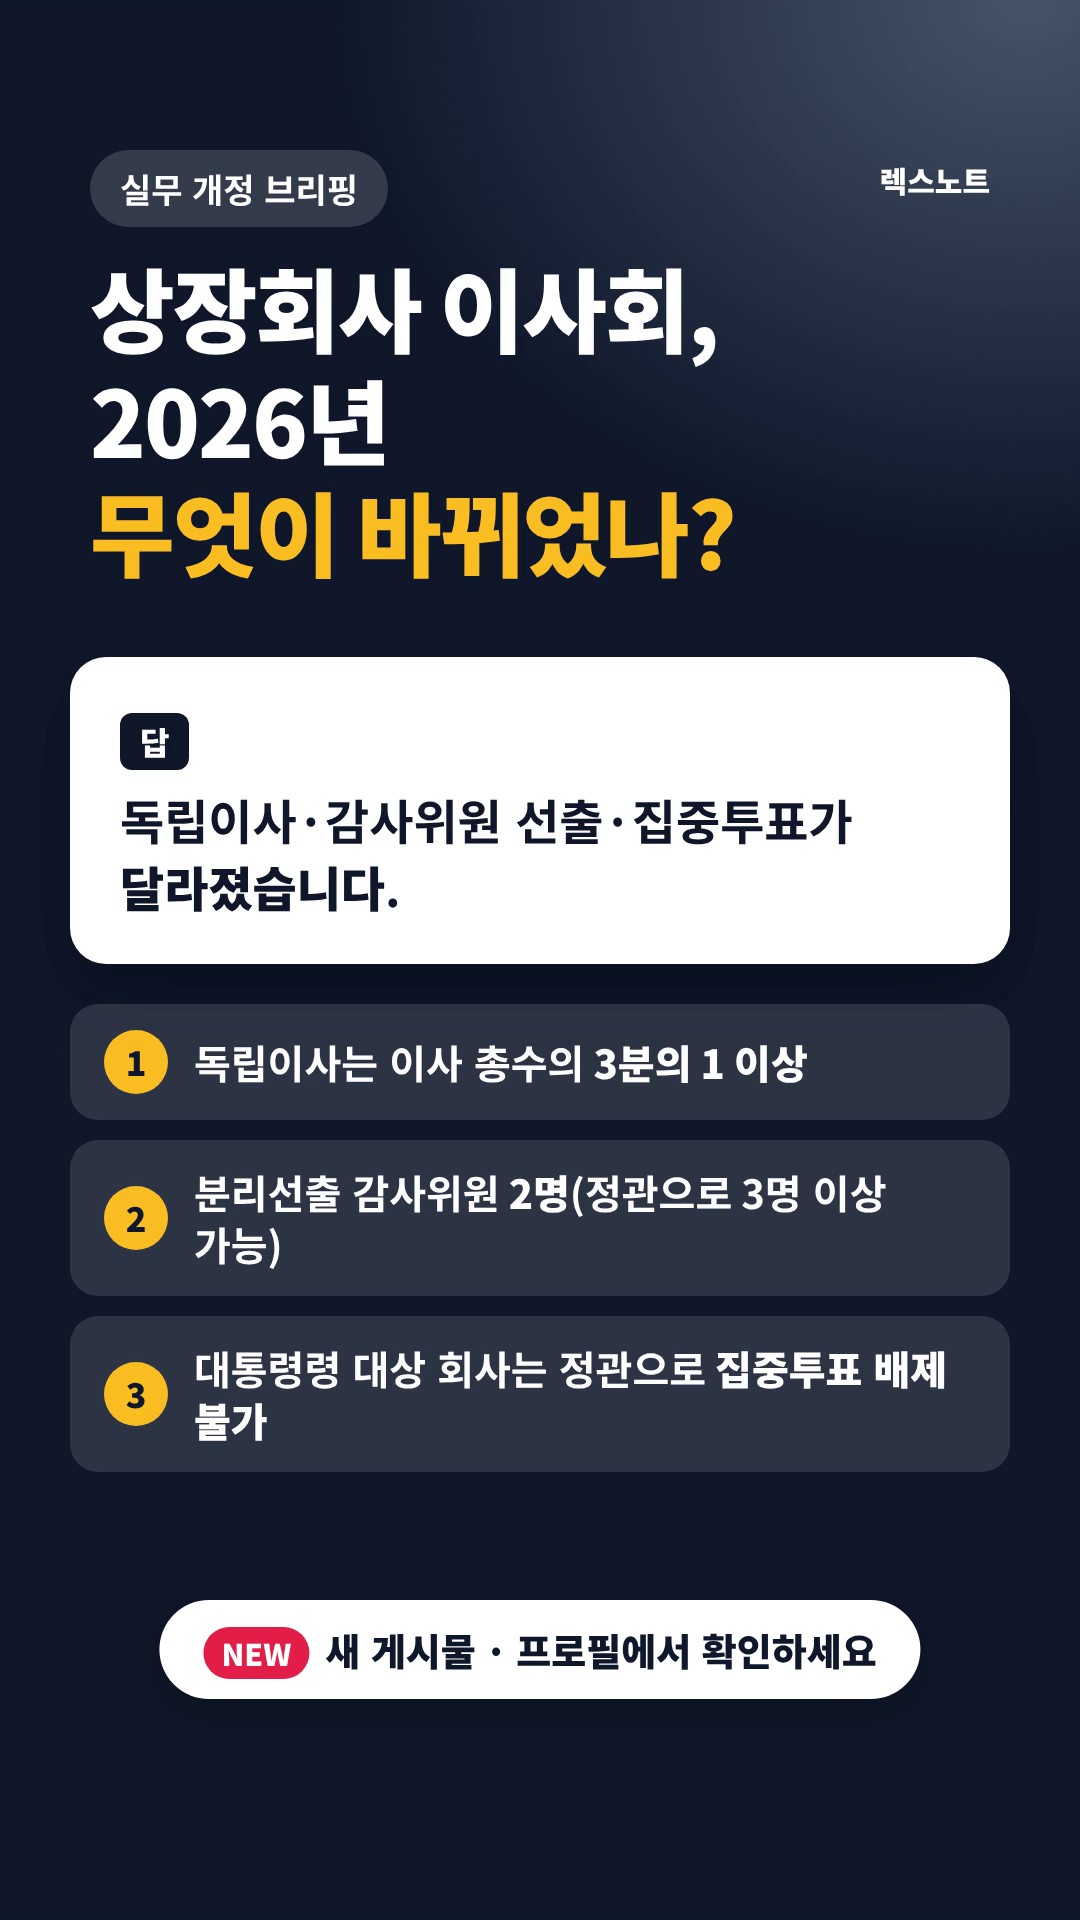 실무 개정 브리핑
렉스노트
상장회사 이사회,
2026년
무엇이 바뀌었나?
답
독립이사·감사위원 선출·집중투표가
달라졌습니다.
1 독립이사는 이사 총수의 3분의 1 이상
2 분리선출 감사위원 2명(정관으로 3명 이상
가능)
3 대통령령 대상 회사는 정관으로 집중투표 배제
불가
NEW 새 게시물 · 프로필에서 확인하세요